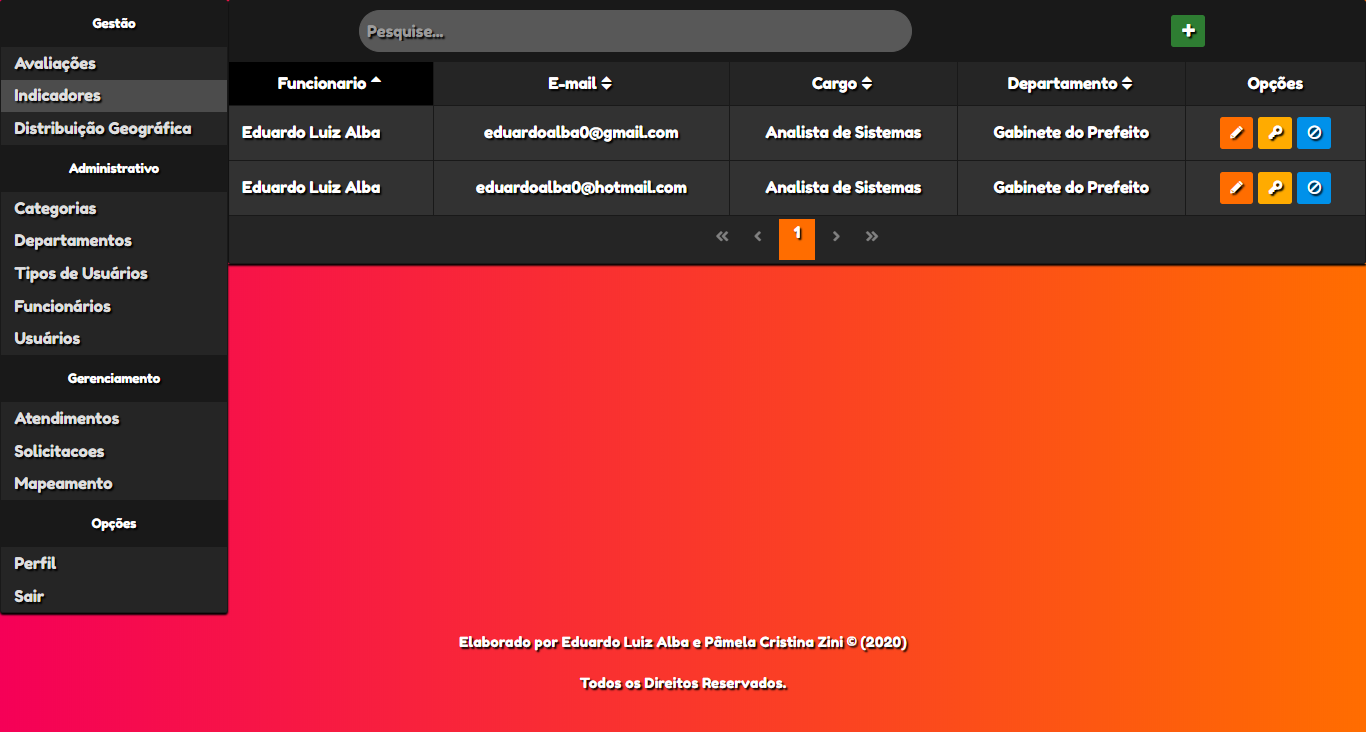 Gestão
Avaliações
Indicadores
Distribuição Geográfica
Administrativo
Categorias
Departamentos
Tipos de Usuários
Funcionários
Usuários
Gerenciamento
Atendimentos
Solicitacoes
Mapeamento
Opções
Perfil
Sair
Pesquise...
Funcionario E-mail Cargo Departamento Opções
Eduardo Luiz Alba eduardoalba0@gmail.com Analista de Sistemas Gabinete do Prefeito
Eduardo Luiz Alba eduardoalba0@hotmail.com Analista de Sistemas Gabinete do Prefeito
« ‹ 1 › »
Elaborado por Eduardo Luiz Alba e Pâmela Cristina Zini © (2020)
Todos os Direitos Reservados.